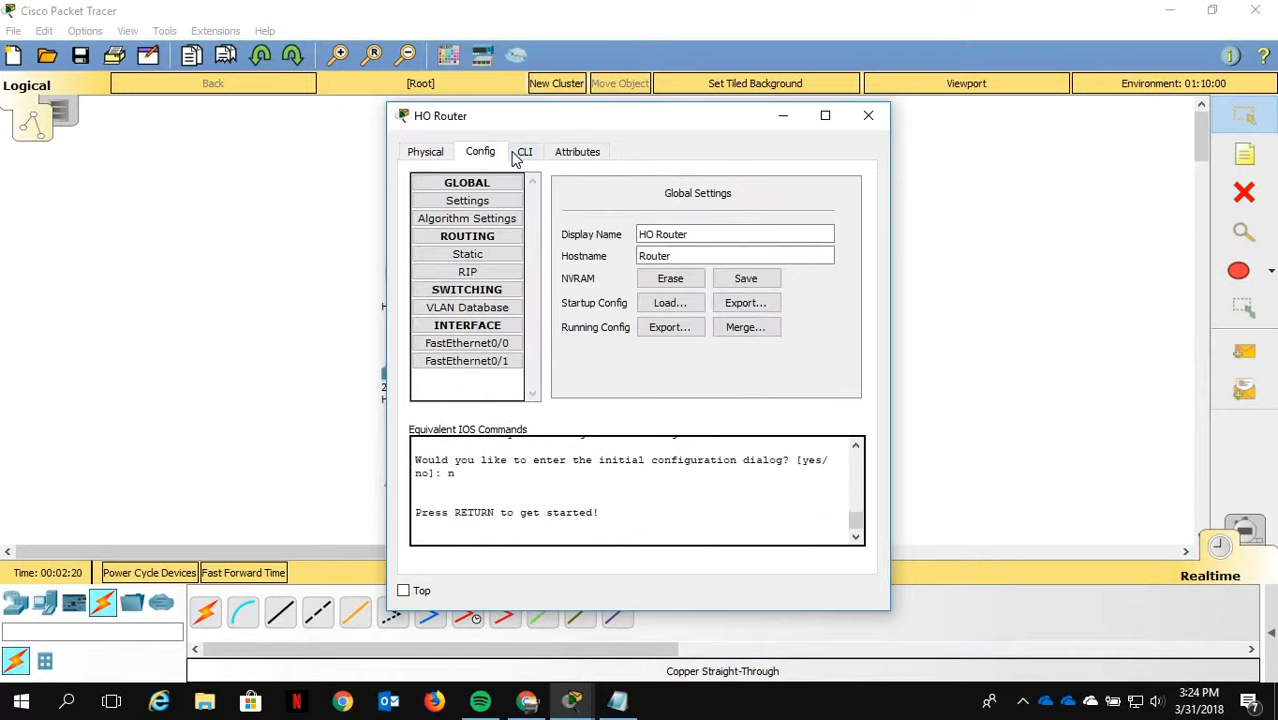 Cisco Packet Tracer
File Edit Options View Tools Extensions Help
Logical Back [Root] New Cluster Move Object Set Tiled Background Viewport Environment: 01:10:00
HO Router
Physical Config CLI Attributes
GLOBAL
Settings
Algorithm Settings
ROUTING
Static
RIP
SWITCHING
VLAN Database
INTERFACE
FastEthernet0/0
FastEthernet0/1
Global Settings
Display Name HO Router
Hostname Router
NVRAM Erase Save
Startup Config Load... Export...
Running Config Export... Merge...
Equivalent IOS Commands
Would you like to enter the initial configuration dialog? [yes/
no]: n
Press RETURN to get started!
Top
Time: 00:02:20 Power Cycle Devices Fast Forward Time
Realtime
Copper Straight-Through
3:24 PM
3/31/2018
7